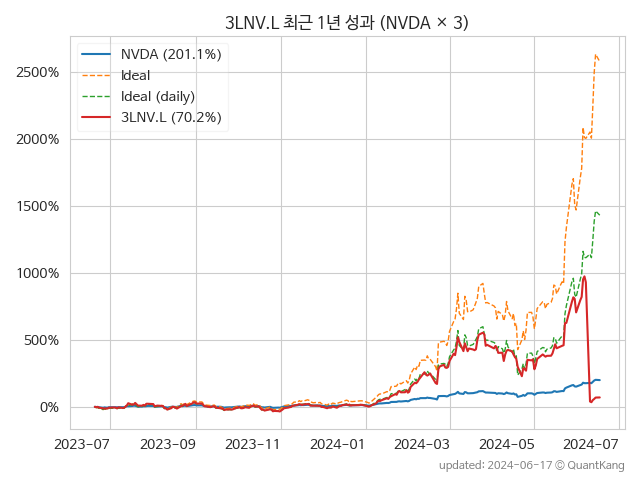 3LNV.L 최근 1년 성과 (NVDA × 3)
NVDA (201.1%)
Ideal
Ideal (daily)
3LNV.L (70.2%)
2500%
2000%
1500%
1000%
500%
0%
2023-07 2023-09 2023-11 2024-01 2024-03 2024-05 2024-07
updated: 2024-06-17 © QuantKang